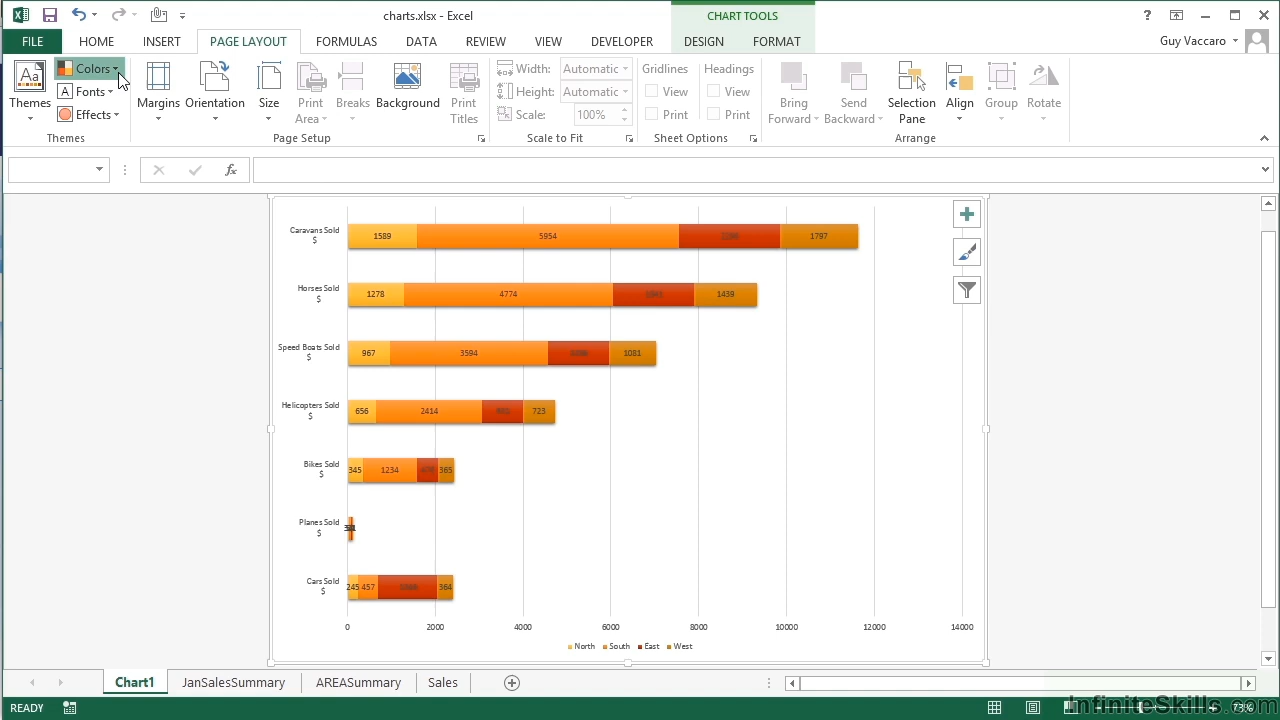 charts.xlsx - Excel
CHART TOOLS
?
FILE HOME INSERT PAGE LAYOUT FORMULAS DATA REVIEW VIEW DEVELOPER DESIGN FORMAT Guy Vaccaro
Themes
Colors
Fonts
Effects
Margins
Orientation
Size
Print Area
Breaks
Background
Print Titles
Width: Automatic
Height: Automatic
Scale: 100%
Gridlines
View
Print
Headings
View
Print
Bring Forward
Send Backward
Selection Pane
Align
Group
Rotate
Themes Page Setup Scale to Fit Sheet Options Arrange
fx
Caravans Sold
$
1589 5954 1797
Horses Sold
$
1278 4774 1439
Speed Boats Sold
$
967 3594 1081
Helicopters Sold
$
656 2414 723
Bikes Sold
$
345 1234 365
Planes Sold
$
Cars Sold
$
245 457 364
0 2000 4000 6000 8000 10000 12000 14000
North South East West
Chart1 JanSalesSummary AREASummary Sales
READY
73%
InfiniteSkills.com